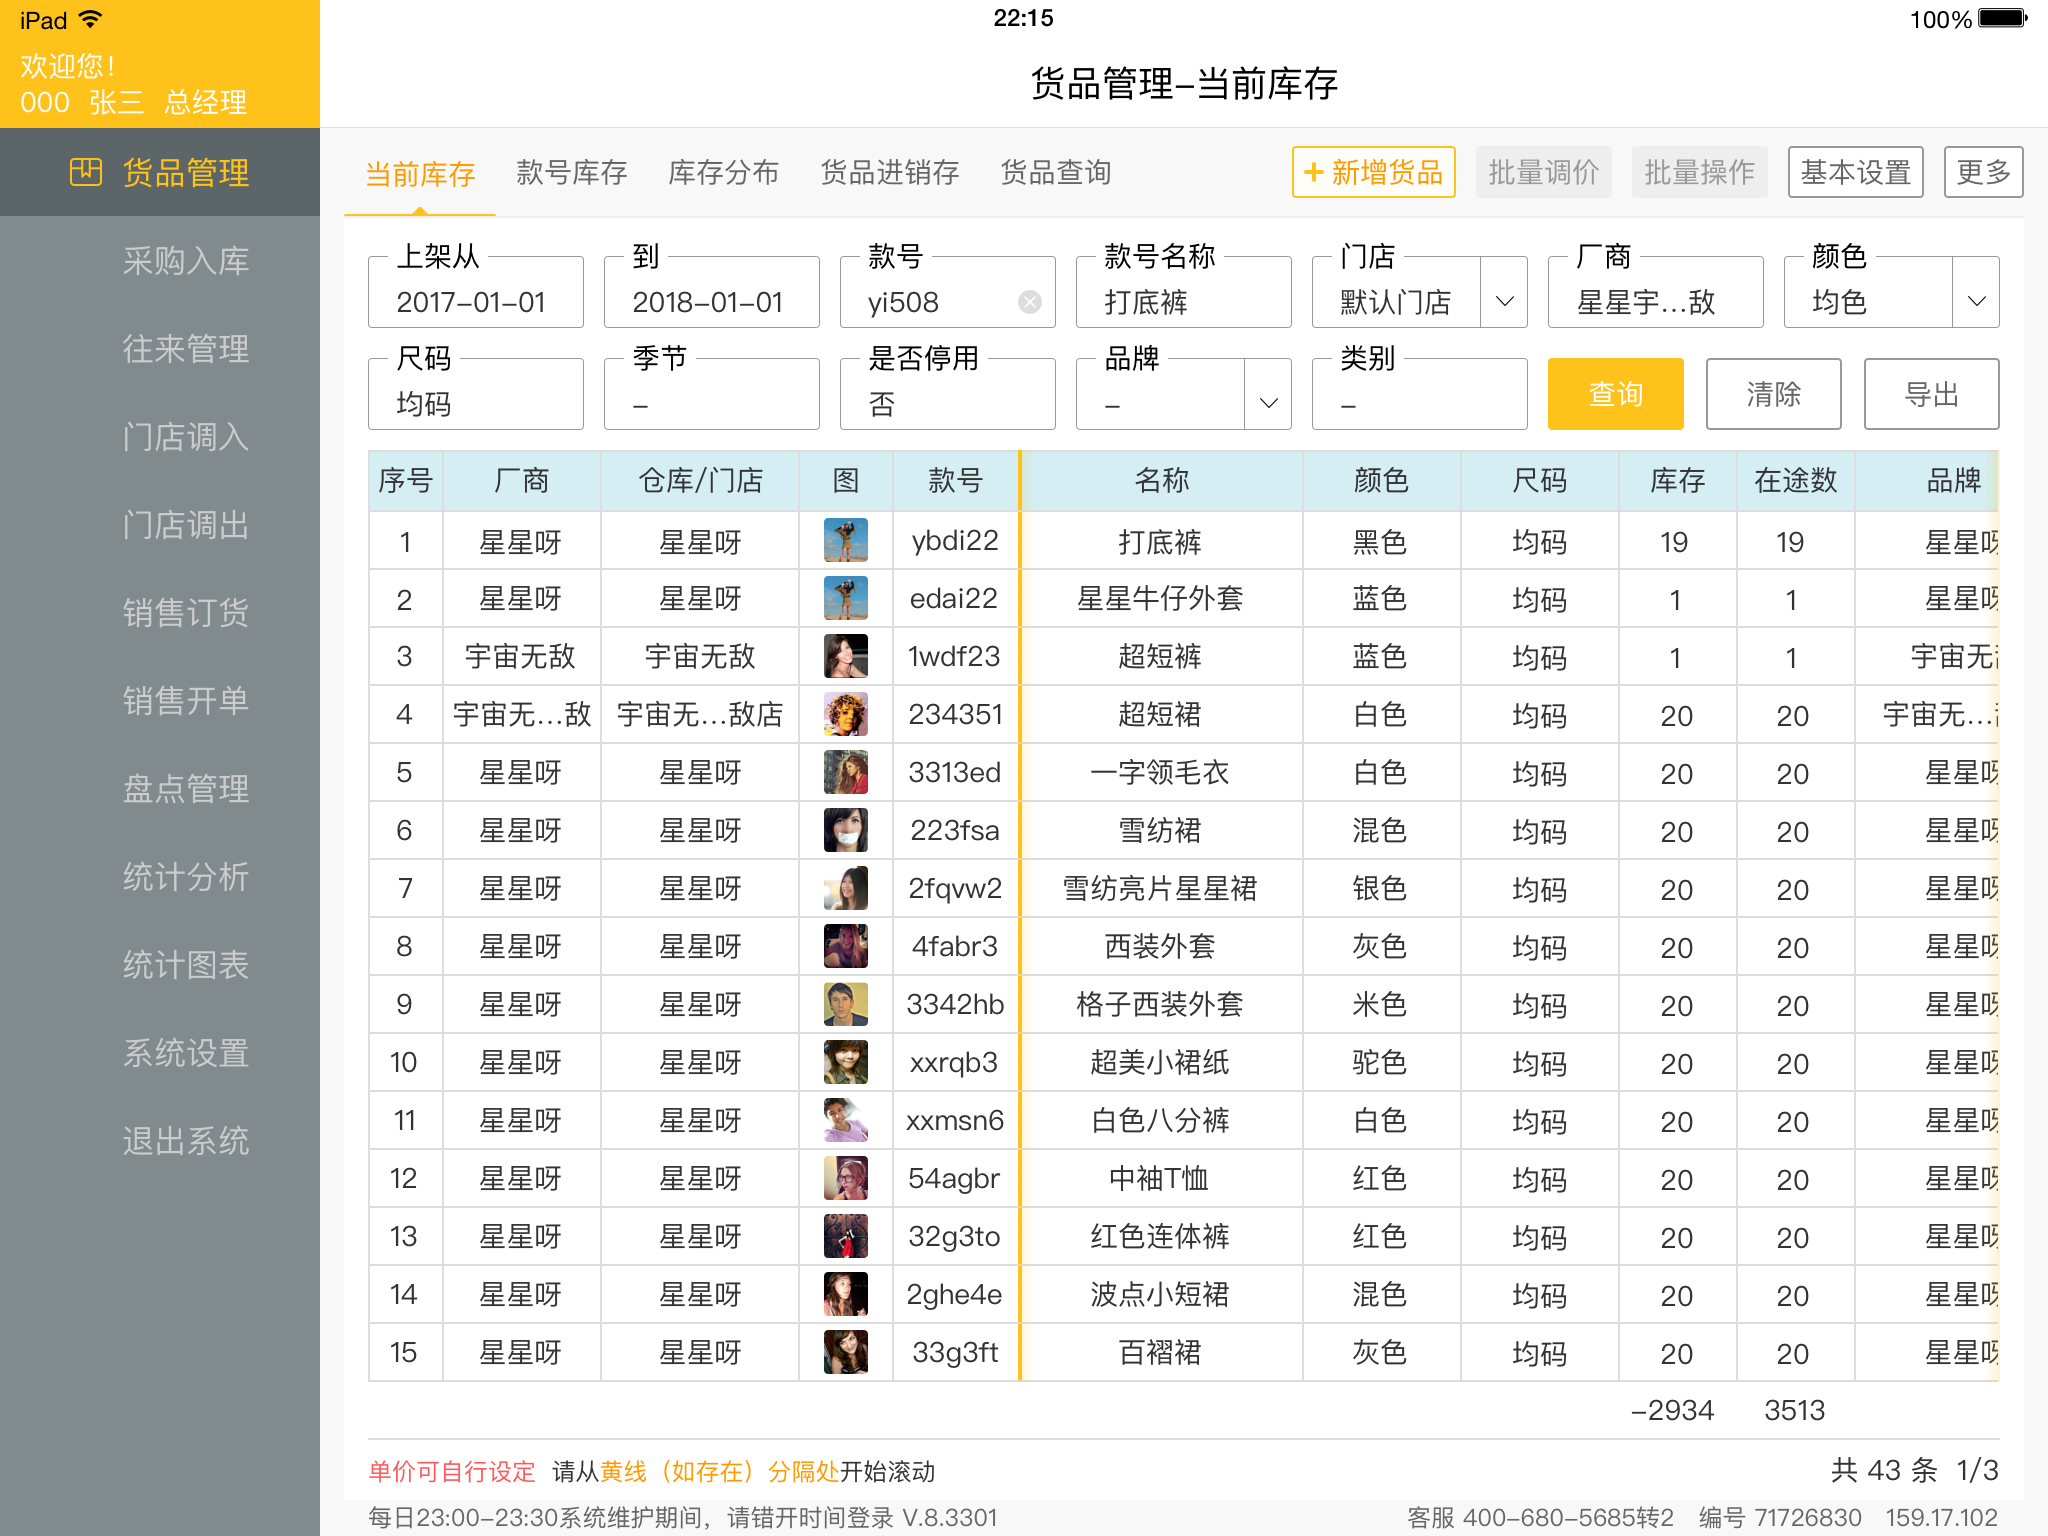 iPad 22:15 100%
欢迎您！
000 张三 总经理
货品管理-当前库存
货品管理
采购入库
往来管理
门店调入
门店调出
销售订货
销售开单
盘点管理
统计分析
统计图表
系统设置
退出系统
当前库存 款号库存 库存分布 货品进销存 货品查询 +新增货品 批量调价 批量操作 基本设置 更多
上架从 到 款号 款号名称 门店 厂商 颜色
2017-01-01 2018-01-01 yi508 打底裤 默认门店 星星宇...敌 均色
尺码 季节 是否停用 品牌 类别
均码 - 否 - - 查询 清除 导出
序号 厂商 仓库/门店 图 款号 名称 颜色 尺码 库存 在途数 品牌
1 星星呀 星星呀 ybdi22 打底裤 黑色 均码 19 19 星星呀
2 星星呀 星星呀 edai22 星星牛仔外套 蓝色 均码 1 1 星星呀
3 宇宙无敌 宇宙无敌 1wdf23 超短裤 蓝色 均码 1 1 宇宙无
4 宇宙无...敌 宇宙无...敌店 234351 超短裙 白色 均码 20 20 宇宙无...
5 星星呀 星星呀 3313ed 一字领毛衣 白色 均码 20 20 星星呀
6 星星呀 星星呀 223fsa 雪纺裙 混色 均码 20 20 星星呀
7 星星呀 星星呀 2fqvw2 雪纺亮片星星裙 银色 均码 20 20 星星呀
8 星星呀 星星呀 4fabr3 西装外套 灰色 均码 20 20 星星呀
9 星星呀 星星呀 3342hb 格子西装外套 米色 均码 20 20 星星呀
10 星星呀 星星呀 xxrqb3 超美小裙纸 驼色 均码 20 20 星星呀
11 星星呀 星星呀 xxmsn6 白色八分裤 白色 均码 20 20 星星呀
12 星星呀 星星呀 54agbr 中袖T恤 红色 均码 20 20 星星呀
13 星星呀 星星呀 32g3to 红色连体裤 红色 均码 20 20 星星呀
14 星星呀 星星呀 2ghe4e 波点小短裙 混色 均码 20 20 星星呀
15 星星呀 星星呀 33g3ft 百褶裙 灰色 均码 20 20 星星呀
-2934 3513
单价可自行设定 请从黄线（如存在）分隔处开始滚动 共 43 条 1/3
每日23:00-23:30系统维护期间，请错开时间登录 V.8.3301 客服 400-680-5685转2 编号 71726830 159.17.102